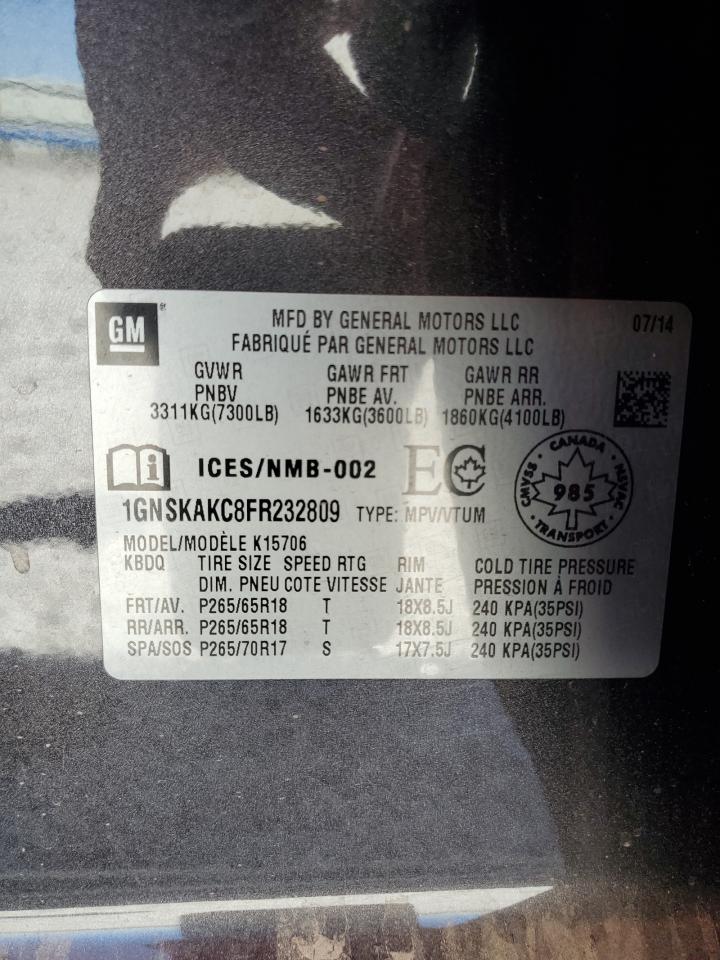 GM
MFD BY GENERAL MOTORS LLC 07/14
FABRIQUÉ PAR GENERAL MOTORS LLC
GVWR GAWR FRT GAWR RR
PNBV PNBE AV. PNBE ARR.
3311KG(7300LB) 1633KG(3600LB) 1860KG(4100LB)
i ICES/NMB-002 EC
CANADA
CMVSS 985 NSVAC
TRANSPORT
1GNSKAKC8FR232809 TYPE: MPV/VTUM
MODEL/MODÈLE K15706
KBDQ TIRE SIZE SPEED RTG RIM COLD TIRE PRESSURE
DIM. PNEU COTE VITESSE JANTE PRESSION À FROID
FRT/AV. P265/65R18 T 18X8.5J 240 KPA(35PSI)
RR/ARR. P265/65R18 T 18X8.5J 240 KPA(35PSI)
SPA/SOS P265/70R17 S 17X7.5J 240 KPA(35PSI)